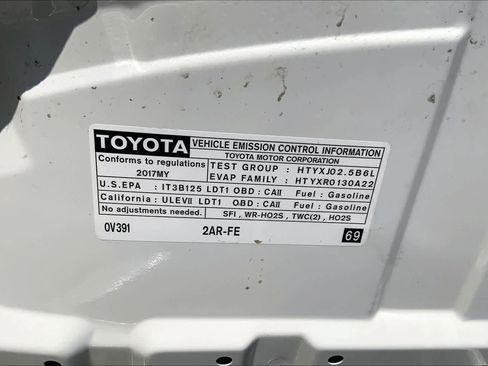 TOYOTA VEHICLE EMISSION CONTROL INFORMATION
TOYOTA MOTOR CORPORATION
Conforms to regulations
2017MY
TEST GROUP : HTYXJ02.5B6L
EVAP FAMILY : HTYXR0130A22
U.S.EPA : IT3B125 LDT1 OBD : CAII Fuel : Gasoline
California : ULEVII LDT1 OBD : CAII Fuel : Gasoline
No adjustments needed. SFI , WR-HO2S , TWC(2) , HO2S
0V391 2AR-FE 69